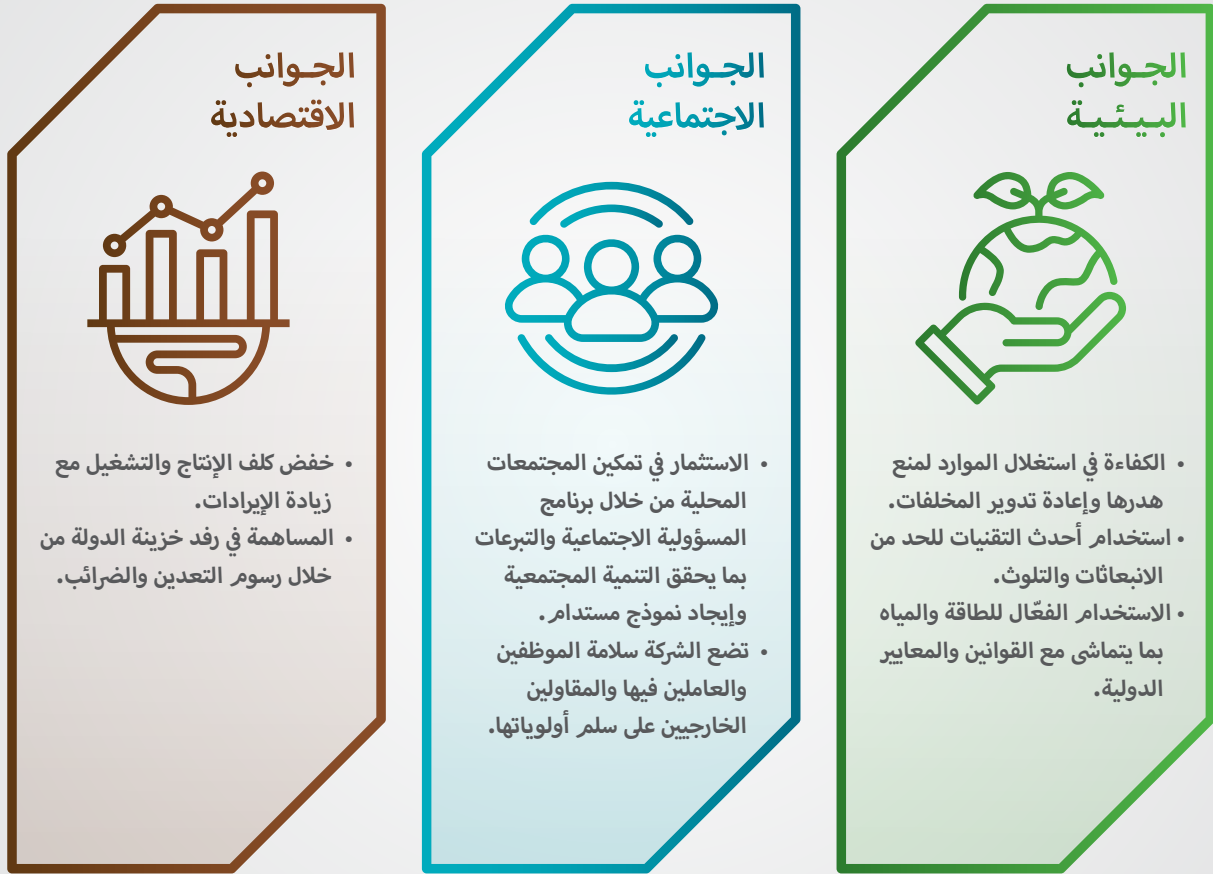 الجوانب
البيئية
• الكفاءة في استغلال الموارد لمنع
هدرها وإعادة تدوير المخلفات.
• استخدام أحدث التقنيات للحد من
الانبعاثات والتلوث.
• الاستخدام الفعّال للطاقة والمياه
بما يتماشى مع القوانين والمعايير
الدولية.
الجوانب
الاجتماعية
• الاستثمار في تمكين المجتمعات
المحلية من خلال برنامج
المسؤولية الاجتماعية والتبرعات
بما يحقق التنمية المجتمعية
وإيجاد نموذج مستدام.
• تضع الشركة سلامة الموظفين
والعاملين فيها والمقاولين
الخارجيين على سلم أولوياتها.
الجوانب
الاقتصادية
• خفض كلف الإنتاج والتشغيل مع
زيادة الإيرادات.
• المساهمة في رفد خزينة الدولة من
خلال رسوم التعدين والضرائب.